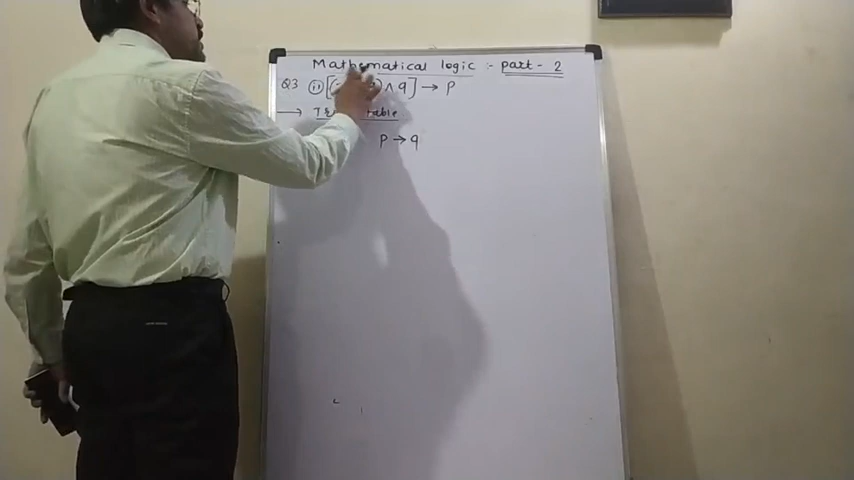 Mathematical logic :- part - 2
Q3 (ii) [( ) ∧ q] → p
→ table
p → q